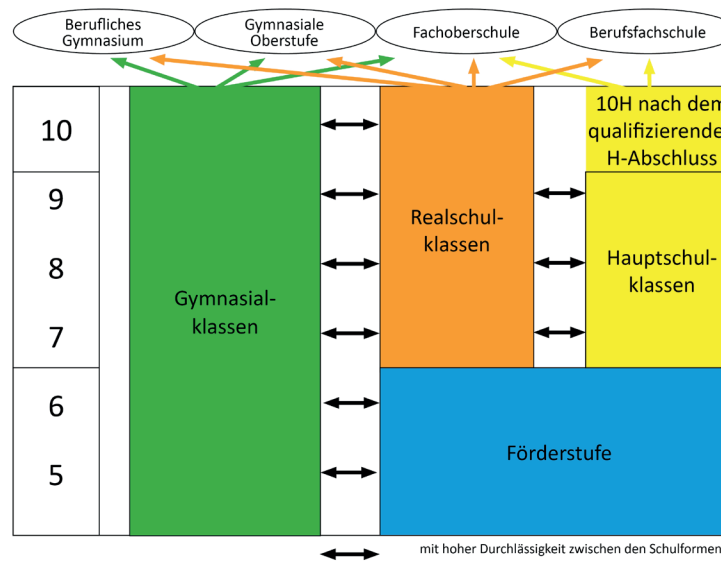 Berufliches
Gymnasium
Gymnasiale
Oberstufe
Fachoberschule
Berufsfachschule
10
9
8
7
6
5
Gymnasial-
klassen
Realschul-
klassen
10H nach dem
qualifizierende
H-Abschluss
Hauptschul-
klassen
Förderstufe
mit hoher Durchlässigkeit zwischen den Schulformen